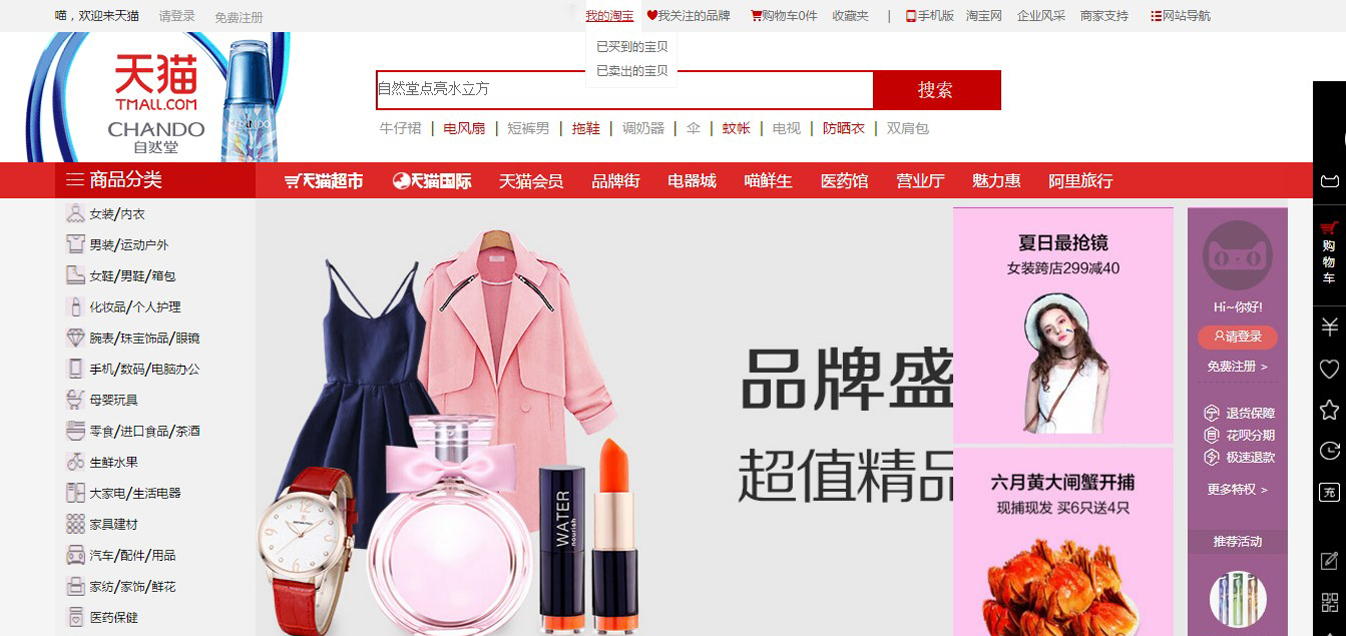 喵，欢迎来天猫 请登录 免费注册 我的淘宝 我关注的品牌 购物车0件 收藏夹 | 手机版 淘宝网 企业风采 商家支持 网站导航
已买到的宝贝
已卖出的宝贝
天猫
TMALL.COM
CHANDO
自然堂
自然堂点亮水立方 搜索
牛仔裙 | 电风扇 | 短裤男 | 拖鞋 | 调奶器 | 伞 | 蚊帐 | 电视 | 防晒衣 | 双肩包
商品分类 天猫超市 天猫国际 天猫会员 品牌街 电器城 喵鲜生 医药馆 营业厅 魅力惠 阿里旅行
女装/内衣
男装/运动户外
女鞋/男鞋/箱包
化妆品/个人护理
腕表/珠宝饰品/眼镜
手机/数码/电脑办公
母婴玩具
零食/进口食品/茶酒
生鲜水果
大家电/生活电器
家具建材
汽车/配件/用品
家纺/家饰/鲜花
医药保健
品牌盛
超值精品
WATER
nourish
夏日最抢镜
女装跨店299减40
六月黄大闸蟹开捕
现捕现发 买6只送4只
Hi~你好!
请登录
免费注册 >
退货保障
花呗分期
极速退款
更多特权 >
推荐活动
购物车
充